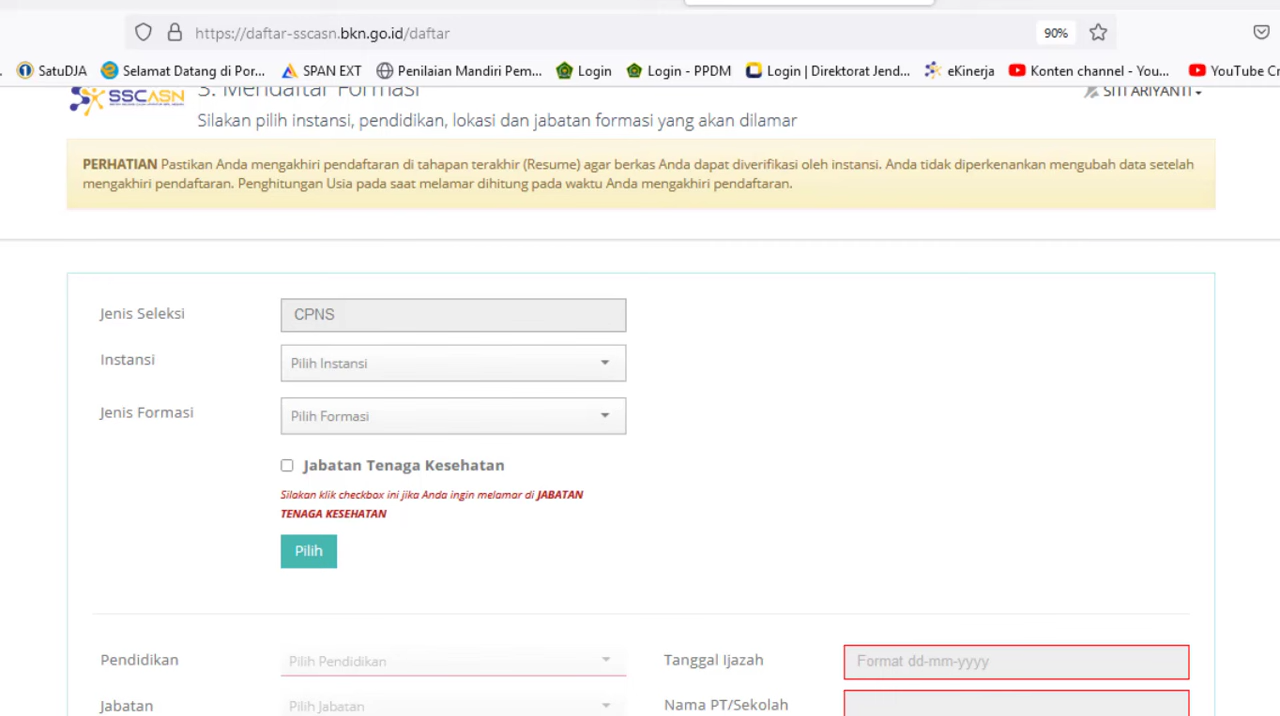 https://daftar-sscasn.bkn.go.id/daftar
90%
SatuDJA Selamat Datang di Por... SPAN EXT Penilaian Mandiri Pem... Login Login - PPDM Login | Direktorat Jend... eKinerja Konten channel - You... YouTube Cr
SSCASN 3. Mendaftar Formasi SITI ARIYANTI
Silakan pilih instansi, pendidikan, lokasi dan jabatan formasi yang akan dilamar
PERHATIAN Pastikan Anda mengakhiri pendaftaran di tahapan terakhir (Resume) agar berkas Anda dapat diverifikasi oleh instansi. Anda tidak diperkenankan mengubah data setelah
mengakhiri pendaftaran. Penghitungan Usia pada saat melamar dihitung pada waktu Anda mengakhiri pendaftaran.
Jenis Seleksi CPNS
Instansi Pilih Instansi
Jenis Formasi Pilih Formasi
Jabatan Tenaga Kesehatan
Silakan klik checkbox ini jika Anda ingin melamar di JABATAN
TENAGA KESEHATAN
Pilih
Pendidikan Pilih Pendidikan Tanggal Ijazah Format dd-mm-yyyy
Jabatan Pilih Jabatan Nama PT/Sekolah